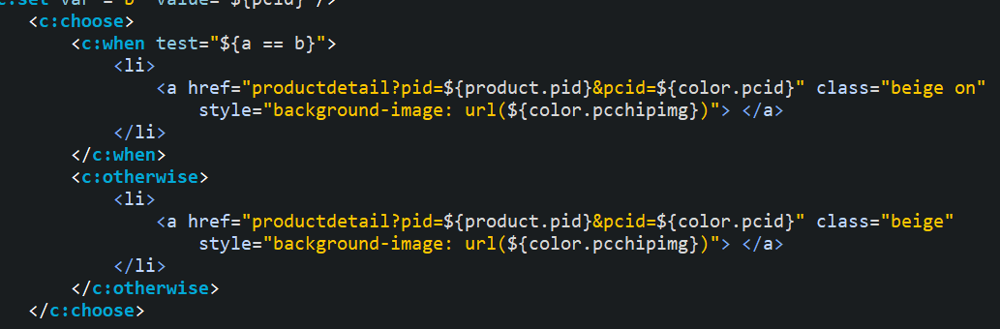 c:set var = "b" value="${pcid}" />
<c:choose>
<c:when test="${a == b}">
<li>
<a href="productdetail?pid=${product.pid}&pcid=${color.pcid}" class="beige on"
style="background-image: url(${color.pcchipimg})"> </a>
</li>
</c:when>
<c:otherwise>
<li>
<a href="productdetail?pid=${product.pid}&pcid=${color.pcid}" class="beige"
style="background-image: url(${color.pcchipimg})"> </a>
</li>
</c:otherwise>
</c:choose>